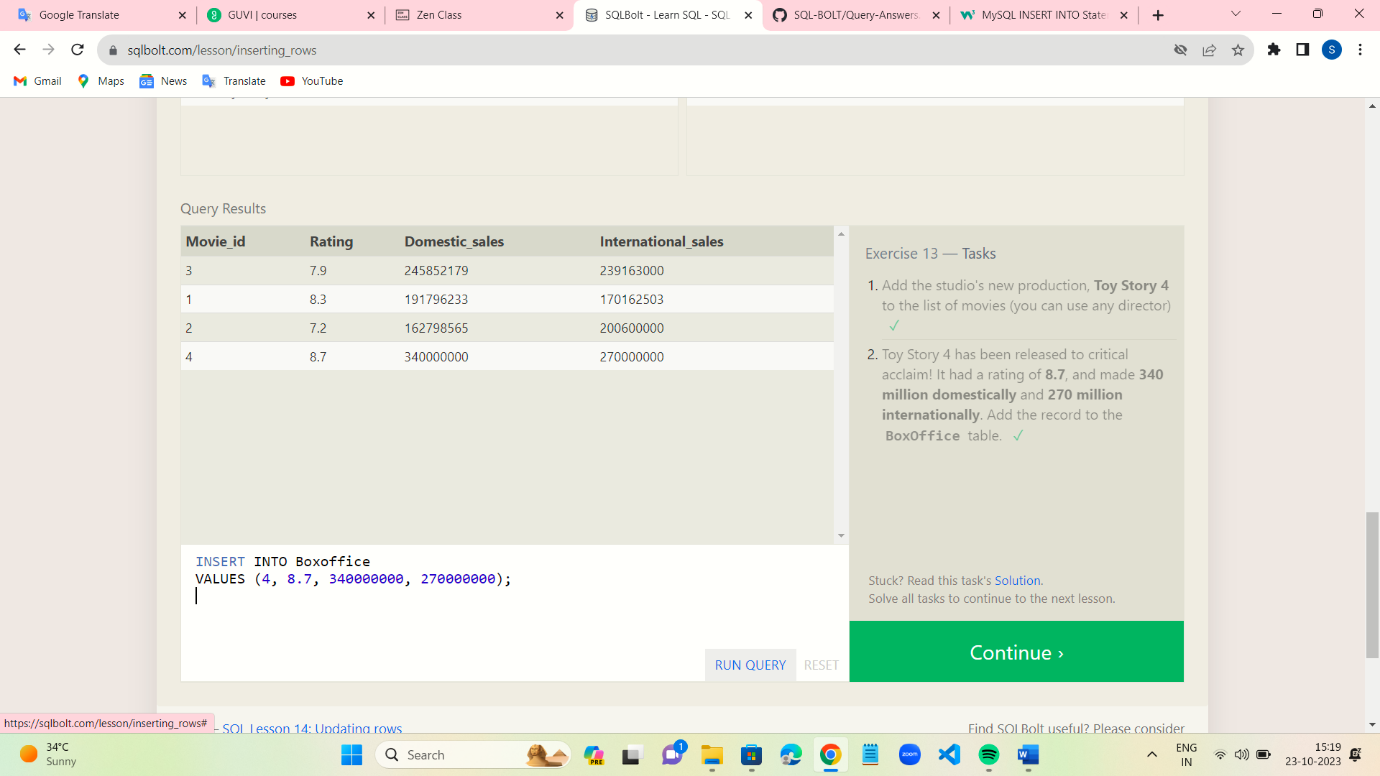 Google Translate
GUVI | courses
Zen Class
SQLBolt - Learn SQL - SQL
SQL-BOLT/Query-Answers.
MySQL INSERT INTO State
sqlbolt.com/lesson/inserting_rows
S
Gmail
Maps
News
Translate
YouTube
Query Results
Movie_id Rating Domestic_sales International_sales
3 7.9 245852179 239163000
1 8.3 191796233 170162503
2 7.2 162798565 200600000
4 8.7 340000000 270000000
Exercise 13 — Tasks
1. Add the studio's new production, Toy Story 4
to the list of movies (you can use any director)
✓
2. Toy Story 4 has been released to critical
acclaim! It had a rating of 8.7, and made 340
million domestically and 270 million
internationally. Add the record to the
BoxOffice table. ✓
INSERT INTO Boxoffice
VALUES (4, 8.7, 340000000, 270000000);
Stuck? Read this task's Solution.
Solve all tasks to continue to the next lesson.
RUN QUERY RESET
Continue ›
https://sqlbolt.com/lesson/inserting_rows#
– SQL Lesson 14: Updating rows
Find SQLBolt useful? Please consider
34°C
Sunny
Search
PRE
1
zoom
ENG
IN
15:19
23-10-2023